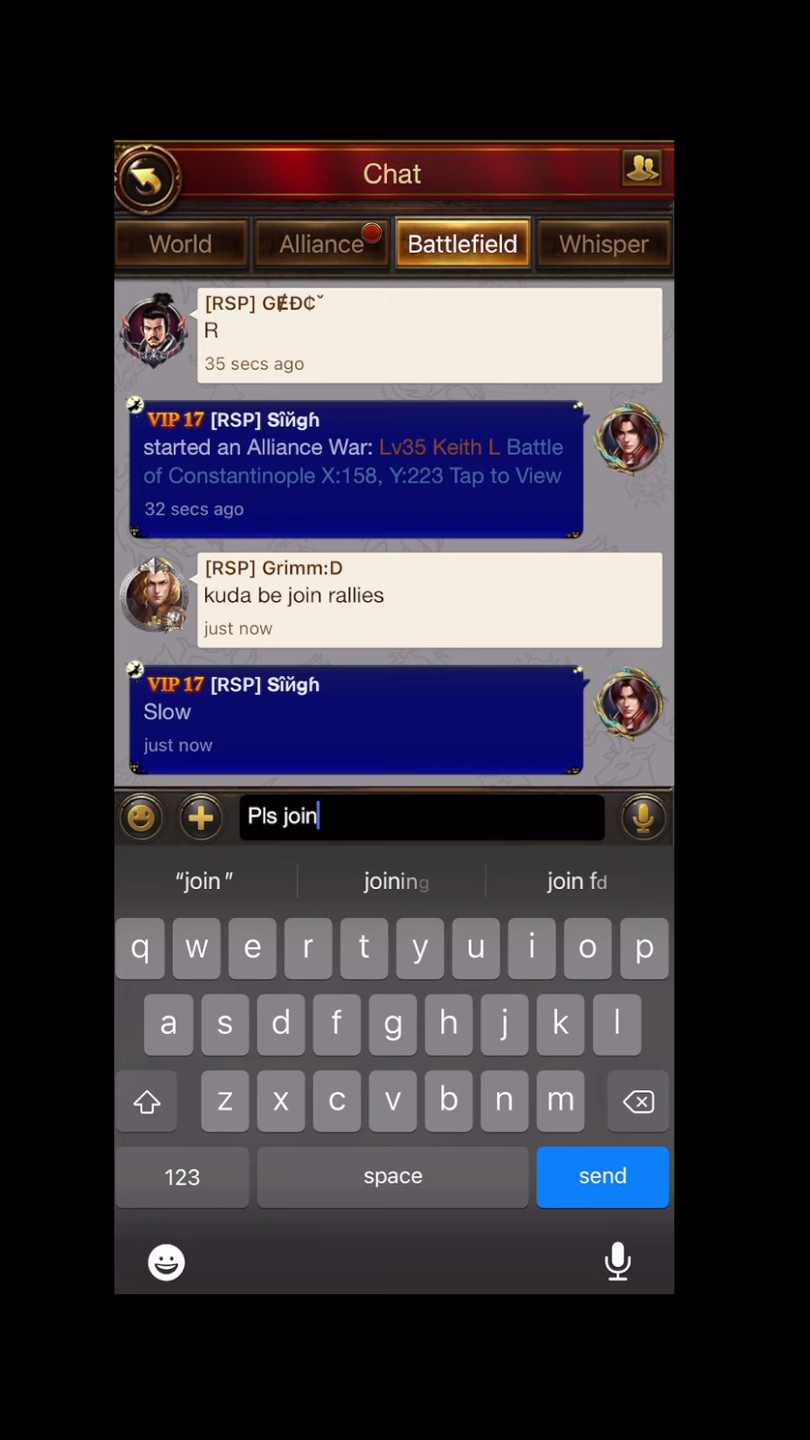 Chat
World Alliance Battlefield Whisper
[RSP] GɆĐ₵ˇ
R
35 secs ago
VIP 17 [RSP] Sîйgɦ
started an Alliance War: Lv35 Keith L Battle
of Constantinople X:158, Y:223 Tap to View
32 secs ago
[RSP] Grimm:D
kuda be join rallies
just now
VIP 17 [RSP] Sîйgɦ
Slow
just now
Pls join
“join” joining join fd
q w e r t y u i o p
a s d f g h j k l
z x c v b n m
123 space send